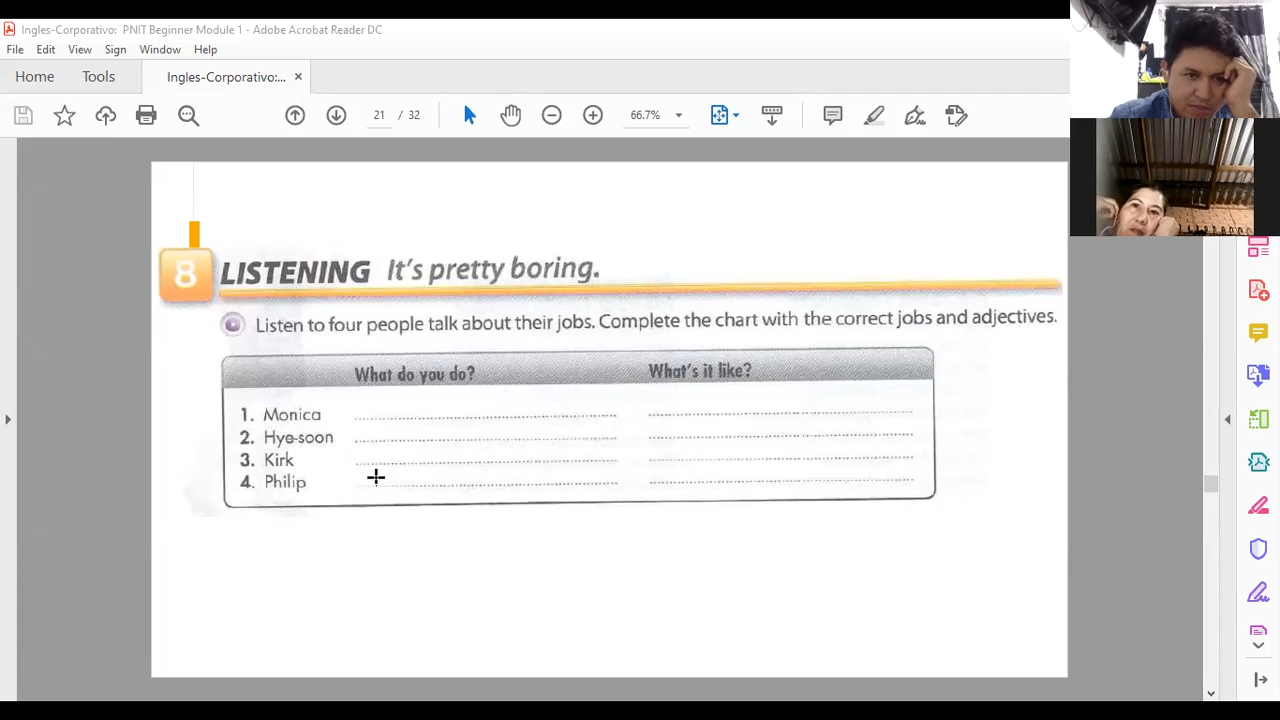 Ingles-Corporativo: PNIT Beginner Module 1 - Adobe Acrobat Reader DC
File Edit View Sign Window Help
Home Tools Ingles-Corporativo:... ×
21 / 32 66.7%
8 LISTENING It's pretty boring.
Listen to four people talk about their jobs. Complete the chart with the correct jobs and adjectives.
What do you do? What's it like?
1. Monica
2. Hye-soon
3. Kirk
4. Philip